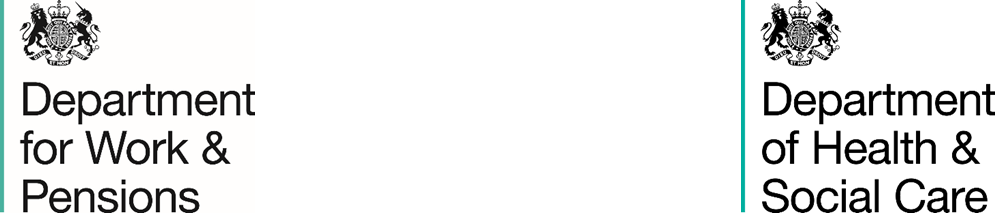 Department
for Work &
Pensions
Department
of Health &
Social Care